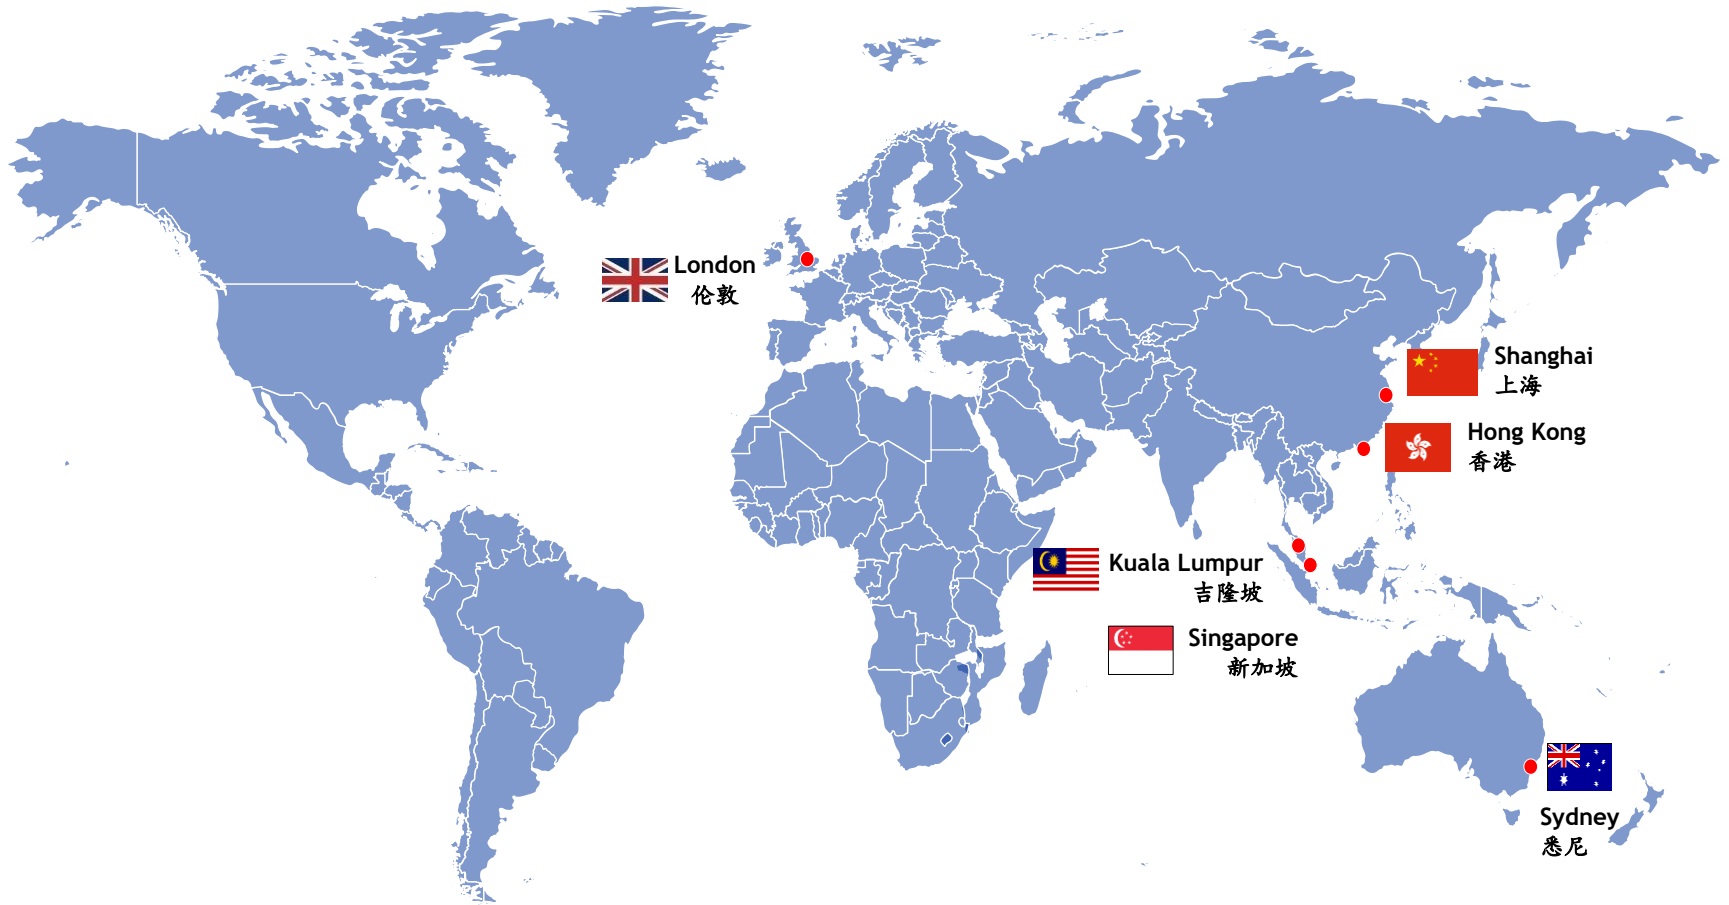 London
伦敦
Shanghai
上海
Hong Kong
香港
Kuala Lumpur
吉隆坡
Singapore
新加坡
Sydney
悉尼